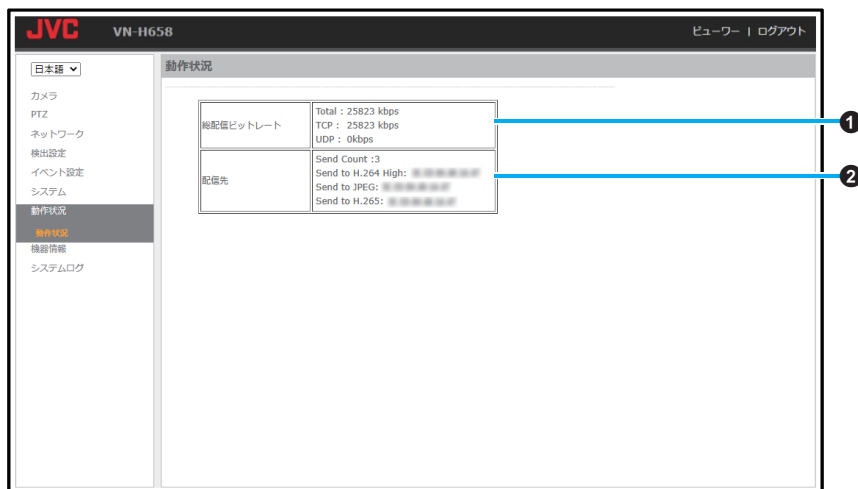 JVC VN-H658 ビューワー | ログアウト
日本語
動作状況
カメラ
PTZ
ネットワーク
検出設定
イベント設定
システム
動作状況
動作状況
機器情報
システムログ
総配信ビットレート
Total : 25823 kbps
TCP : 25823 kbps
UDP : 0kbps
配信先
Send Count :3
Send to H.264 High:
Send to JPEG:
Send to H.265:
1
2